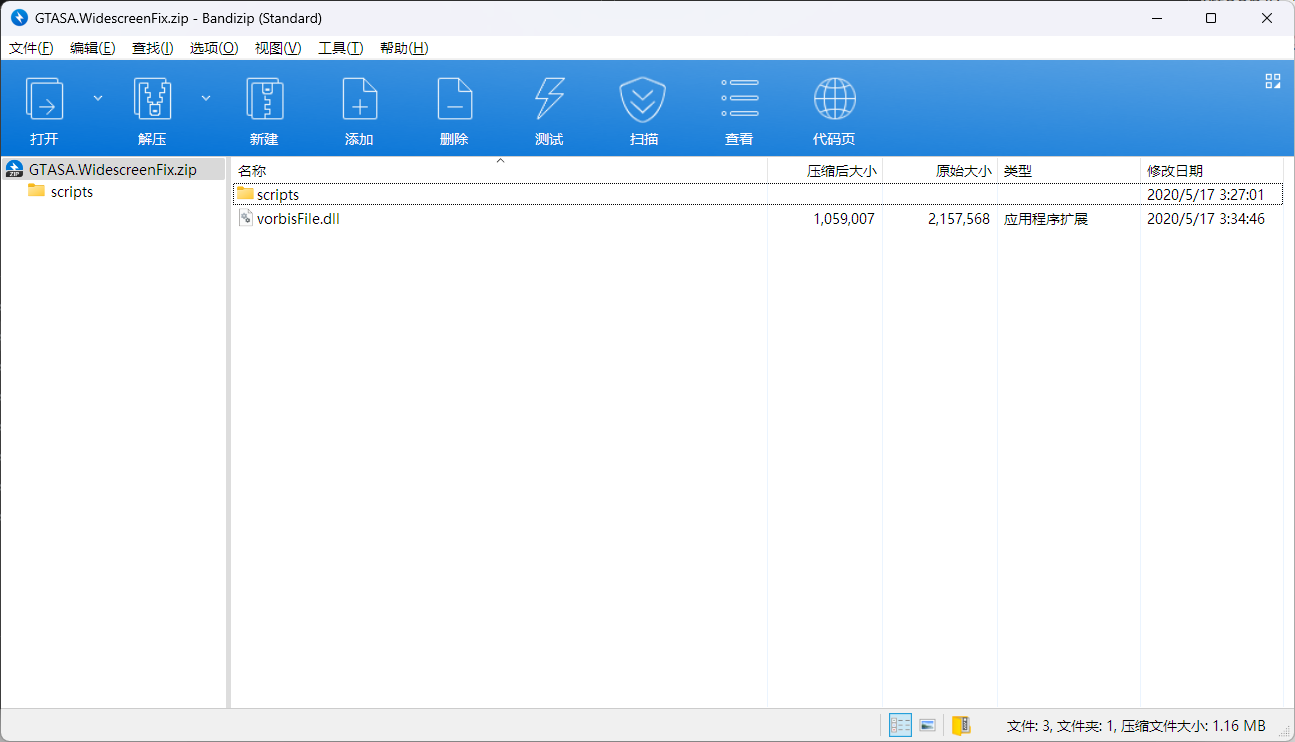 GTASA.WidescreenFix.zip - Bandizip (Standard)
文件(F) 编辑(E) 查找(I) 选项(O) 视图(V) 工具(T) 帮助(H)
打开 解压 新建 添加 删除 测试 扫描 查看 代码页
GTASA.WidescreenFix.zip
scripts
名称 压缩后大小 原始大小 类型 修改日期
scripts 2020/5/17 3:27:01
vorbisFile.dll 1,059,007 2,157,568 应用程序扩展 2020/5/17 3:34:46
文件: 3, 文件夹: 1, 压缩文件大小: 1.16 MB